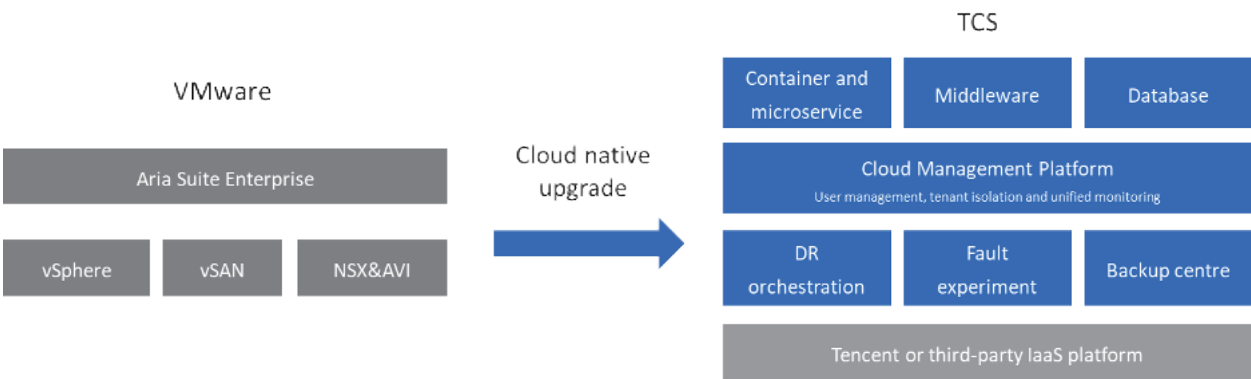 VMware
Aria Suite Enterprise
vSphere
vSAN
NSX&AVI
Cloud native
upgrade
TCS
Container and
microservice
Middleware
Database
Cloud Management Platform
User management, tenant isolation and unified monitoring
DR
orchestration
Fault
experiment
Backup centre
Tencent or third-party IaaS platform